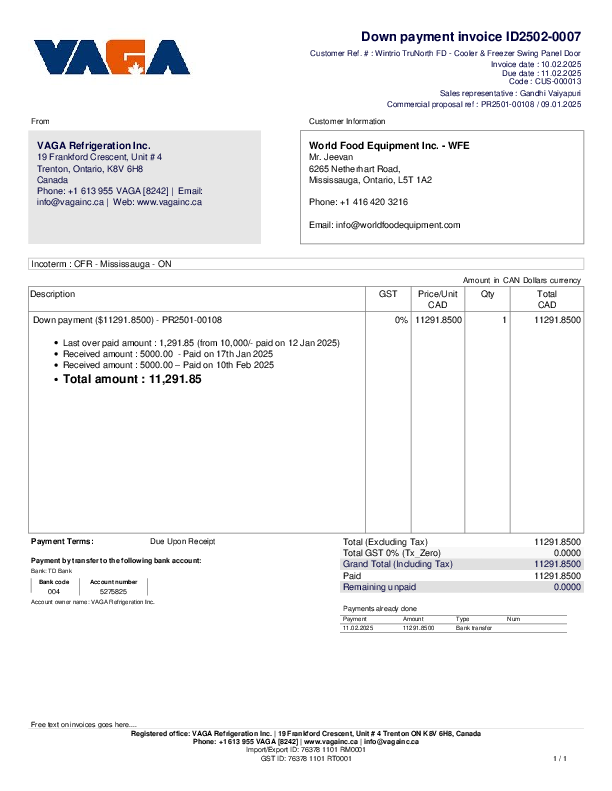 VAGA
Down payment invoice ID2502-0007
Customer Ref. # : Wintrio TruNorth FD - Cooler & Freezer Swing Panel Door
Invoice date : 10.02.2025
Due date : 11.02.2025
Code : CUS-000013
Sales representative : Gandhi Vaiyapuri
Commercial proposal ref : PR2501-00108 / 09.01.2025
From
VAGA Refrigeration Inc.
19 Frankford Crescent, Unit # 4
Trenton, Ontario, K8V 6H8
Canada
Phone: +1 613 955 VAGA [8242] | Email:
info@vagainc.ca | Web: www.vagainc.ca
Customer Information
World Food Equipment Inc. - WFE
Mr. Jeevan
6265 Netherhart Road,
Mississauga, Ontario, L5T 1A2
Phone: +1 416 420 3216
Email: info@worldfoodequipment.com
Incoterm : CFR - Mississauga - ON
Amount in CAN Dollars currency
Description GST Price/Unit CAD Qty Total CAD
Down payment ($11291.8500) - PR2501-00108 0% 11291.8500 1 11291.8500
• Last over paid amount : 1,291.85 (from 10,000/- paid on 12 Jan 2025)
• Received amount : 5000.00 - Paid on 17th Jan 2025
• Received amount : 5000.00 – Paid on 10th Feb 2025
• Total amount : 11,291.85
Payment Terms: Due Upon Receipt
Payment by transfer to the following bank account:
Bank: TD Bank
Bank code Account number
004 5275825
Account owner name: VAGA Refrigeration Inc.
Total (Excluding Tax) 11291.8500
Total GST 0% (Tx_Zero) 0.0000
Grand Total (Including Tax) 11291.8500
Paid 11291.8500
Remaining unpaid 0.0000
Payments already done
Payment Amount Type Num
11.02.2025 11291.8500 Bank transfer
Free text on invoices goes here....
Registered office: VAGA Refrigeration Inc. | 19 Frankford Crescent, Unit # 4 Trenton ON K8V 6H8, Canada
Phone: +1 613 955 VAGA [8242] | www.vagainc.ca | info@vagainc.ca
Import/Export ID: 76378 1101 RM0001
GST ID: 76378 1101 RT0001
1 / 1